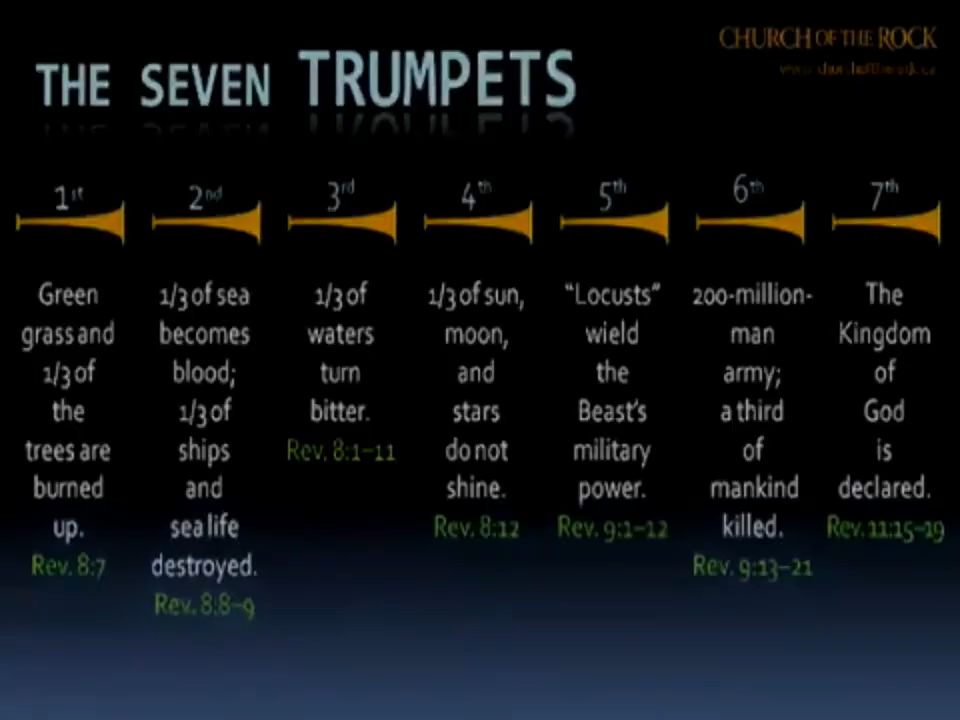 CHURCH OF THE ROCK
THE SEVEN TRUMPETS
1st
Green
grass and
1/3 of
the
trees are
burned
up.
Rev. 8:7
2nd
1/3 of sea
becomes
blood;
1/3 of
ships
and
sea life
destroyed.
Rev. 8:8–9
3rd
1/3 of
waters
turn
bitter.
Rev. 8:1–11
4th
1/3 of sun,
moon,
and
stars
do not
shine.
Rev. 8:12
5th
“Locusts”
wield
the
Beast’s
military
power.
Rev. 9:1–12
6th
200-million-
man
army;
a third
of
mankind
killed.
Rev. 9:13–21
7th
The
Kingdom
of
God
is
declared.
Rev. 11:15–19